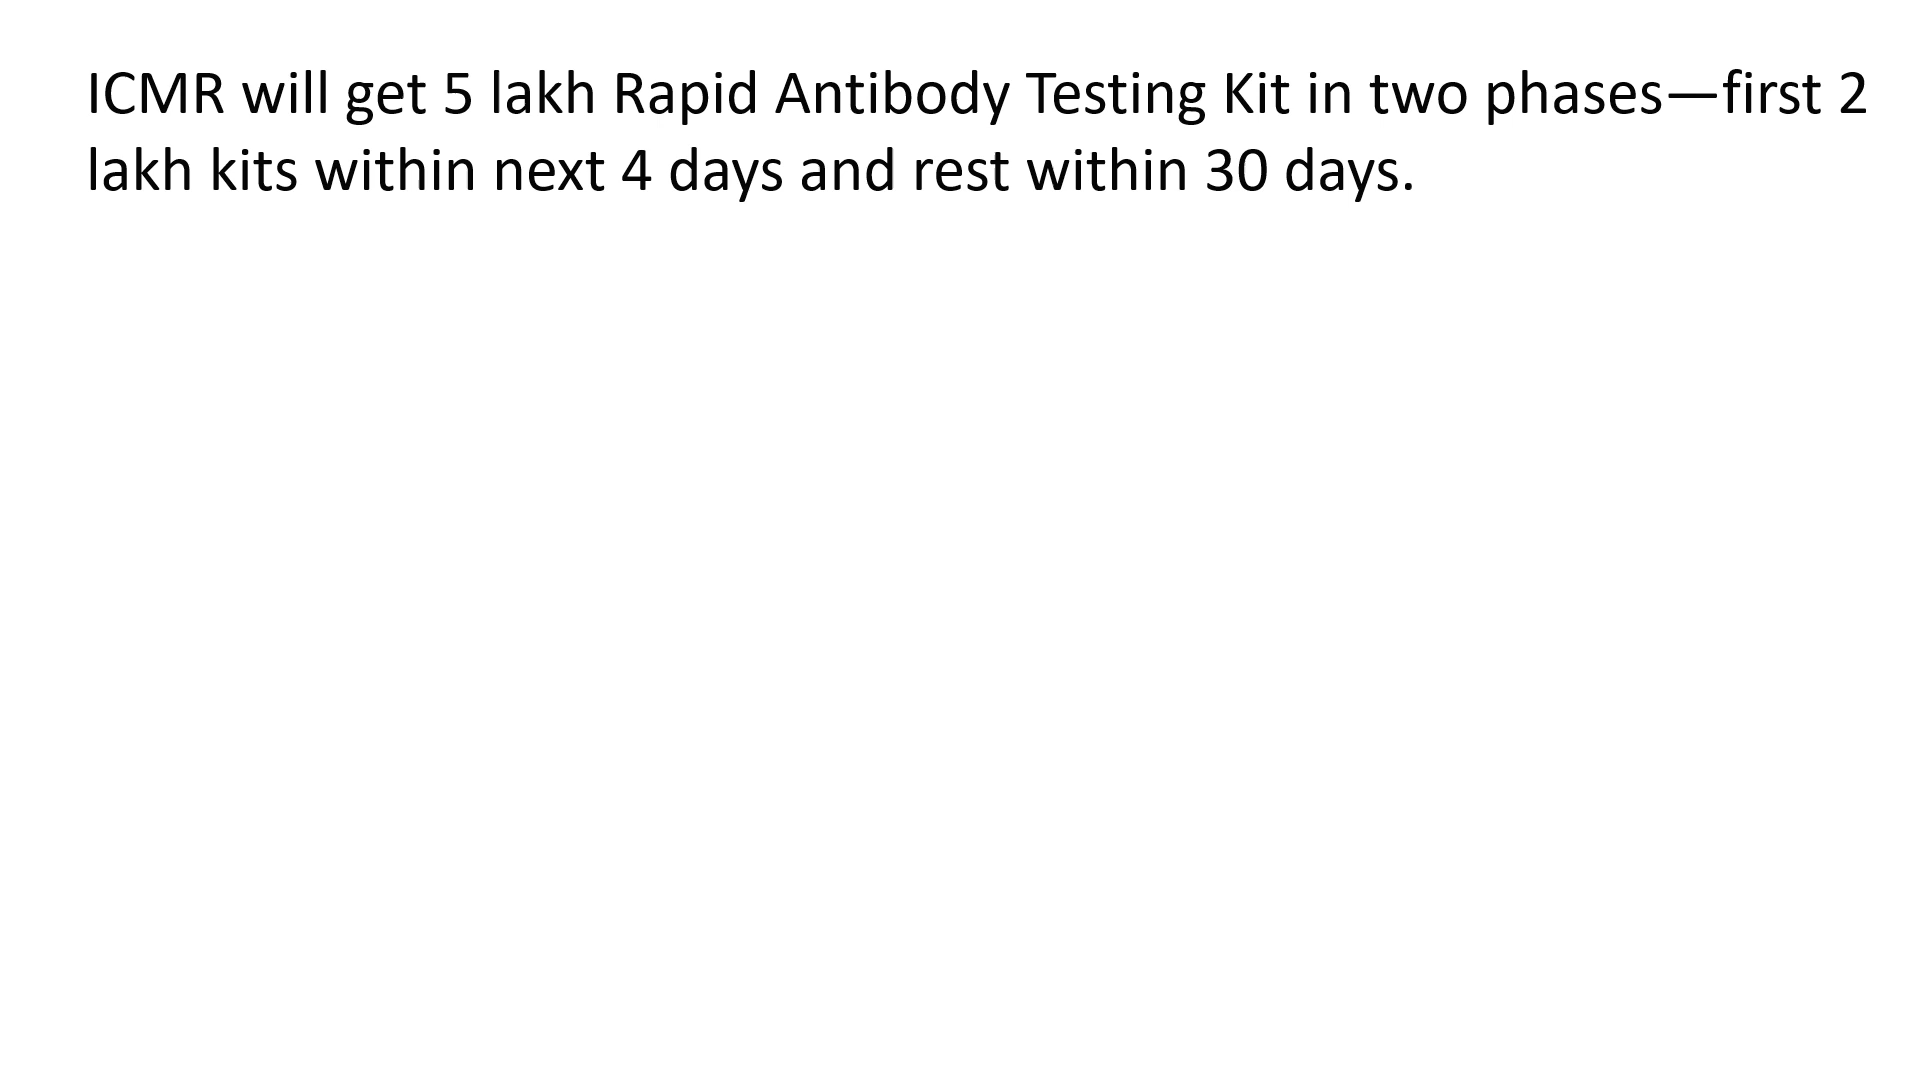 ICMR will get 5 lakh Rapid Antibody Testing Kit in two phases—first 2
lakh kits within next 4 days and rest within 30 days.